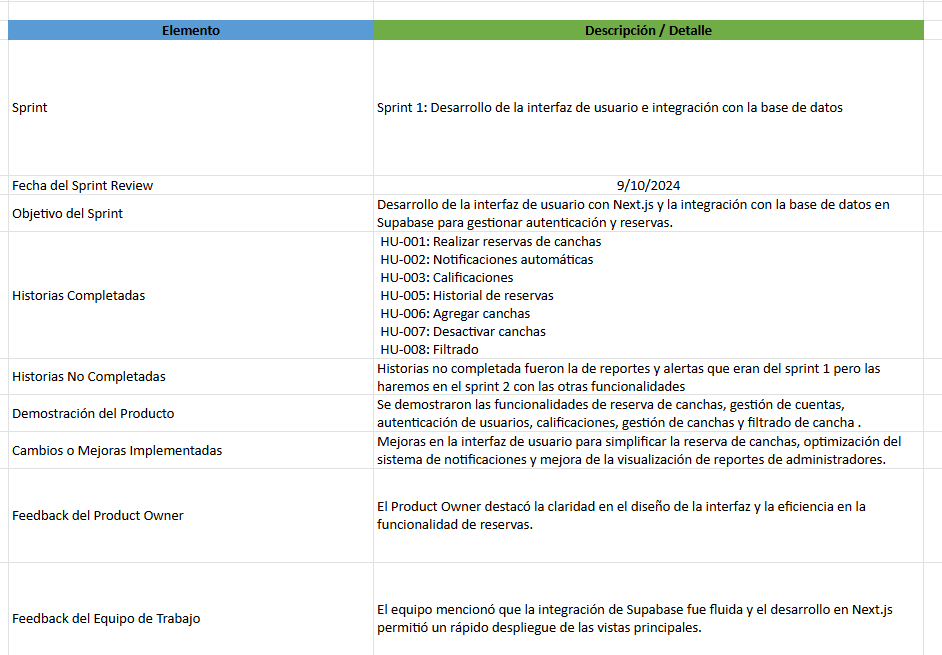 Elemento
Descripción / Detalle
Sprint
Sprint 1: Desarrollo de la interfaz de usuario e integración con la base de datos
Fecha del Sprint Review
9/10/2024
Objetivo del Sprint
Desarrollo de la interfaz de usuario con Next.js y la integración con la base de datos en
Supabase para gestionar autenticación y reservas.
Historias Completadas
HU-001: Realizar reservas de canchas
HU-002: Notificaciones automáticas
HU-003: Calificaciones
HU-005: Historial de reservas
HU-006: Agregar canchas
HU-007: Desactivar canchas
HU-008: Filtrado
Historias No Completadas
Historias no completada fueron la de reportes y alertas que eran del sprint 1 pero las
haremos en el sprint 2 con las otras funcionalidades
Demostración del Producto
Se demostraron las funcionalidades de reserva de canchas, gestión de cuentas,
autenticación de usuarios, calificaciones, gestión de canchas y filtrado de cancha .
Cambios o Mejoras Implementadas
Mejoras en la interfaz de usuario para simplificar la reserva de canchas, optimización del
sistema de notificaciones y mejora de la visualización de reportes de administradores.
Feedback del Product Owner
El Product Owner destacó la claridad en el diseño de la interfaz y la eficiencia en la
funcionalidad de reservas.
Feedback del Equipo de Trabajo
El equipo mencionó que la integración de Supabase fue fluida y el desarrollo en Next.js
permitió un rápido despliegue de las vistas principales.